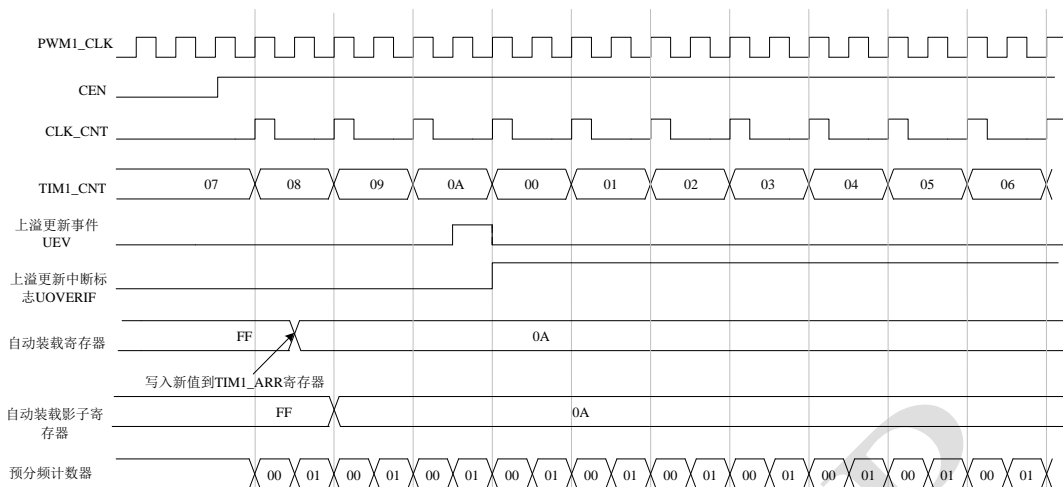 PWM1_CLK
CEN
CLK_CNT
TIM1_CNT 07 08 09 0A 00 01 02 03 04 05 06
上溢更新事件
UEV
上溢更新中断标
志UOVERIF
自动装载寄存器 FF 0A
写入新值到TIM1_ARR寄存器
自动装载影子寄
存器 FF 0A
预分频计数器 00 01 00 01 00 01 00 01 00 01 00 01 00 01 00 01 00 01 00 01